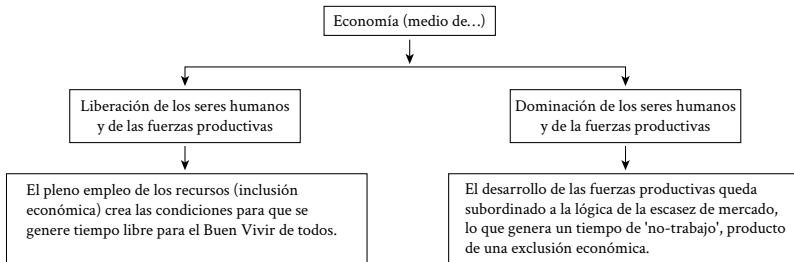 Economía (medio de...)
Liberación de los seres humanos
y de las fuerzas productivas
Dominación de los seres humanos
y de la fuerzas productivas
El pleno empleo de los recursos (inclusión
económica) crea las condiciones para que se
genere tiempo libre para el Buen Vivir de todos.
El desarrollo de las fuerzas productivas queda
subordinado a la lógica de la escasez de mercado,
lo que genera un tiempo de 'no-trabajo', producto
de una exclusión económica.